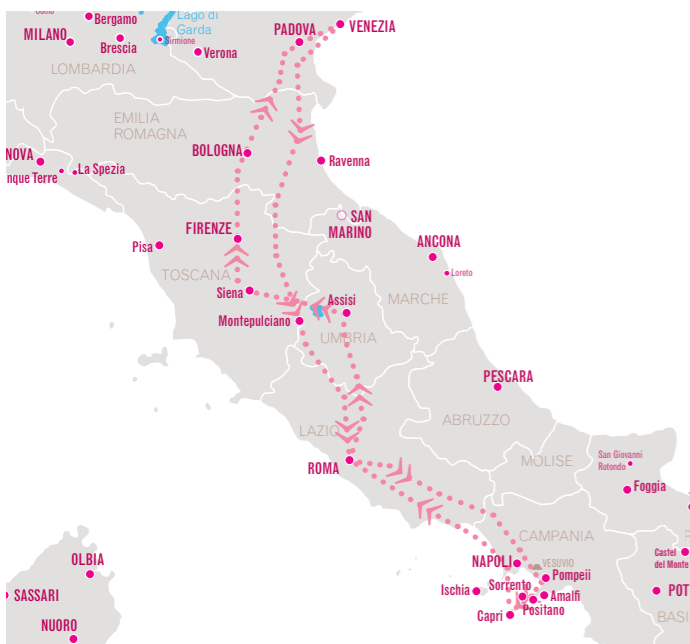 Como
Bergamo
Lago di
Garda
PADOVA
VENEZIA
MILANO
Brescia
Sirmione
Verona
LOMBARDIA
EMILIA
ROMAGNA
BOLOGNA
Ravenna
NOVA
nque Terre
La Spezia
SAN
MARINO
FIRENZE
ANCONA
Pisa
Loreto
TOSCANA
Siena
Assisi
MARCHE
Montepulciano
UMBRIA
PESCARA
ABRUZZO
LAZIO
MOLISE
San Giovanni
Rotondo
ROMA
Foggia
CAMPANIA
P
OLBIA
NAPOLI
VESUVIO
Pompeii
Castel
del Monte
SASSARI
Ischia
Sorrento
Amalfi
POT
Positano
Capri
BASI
NUORO